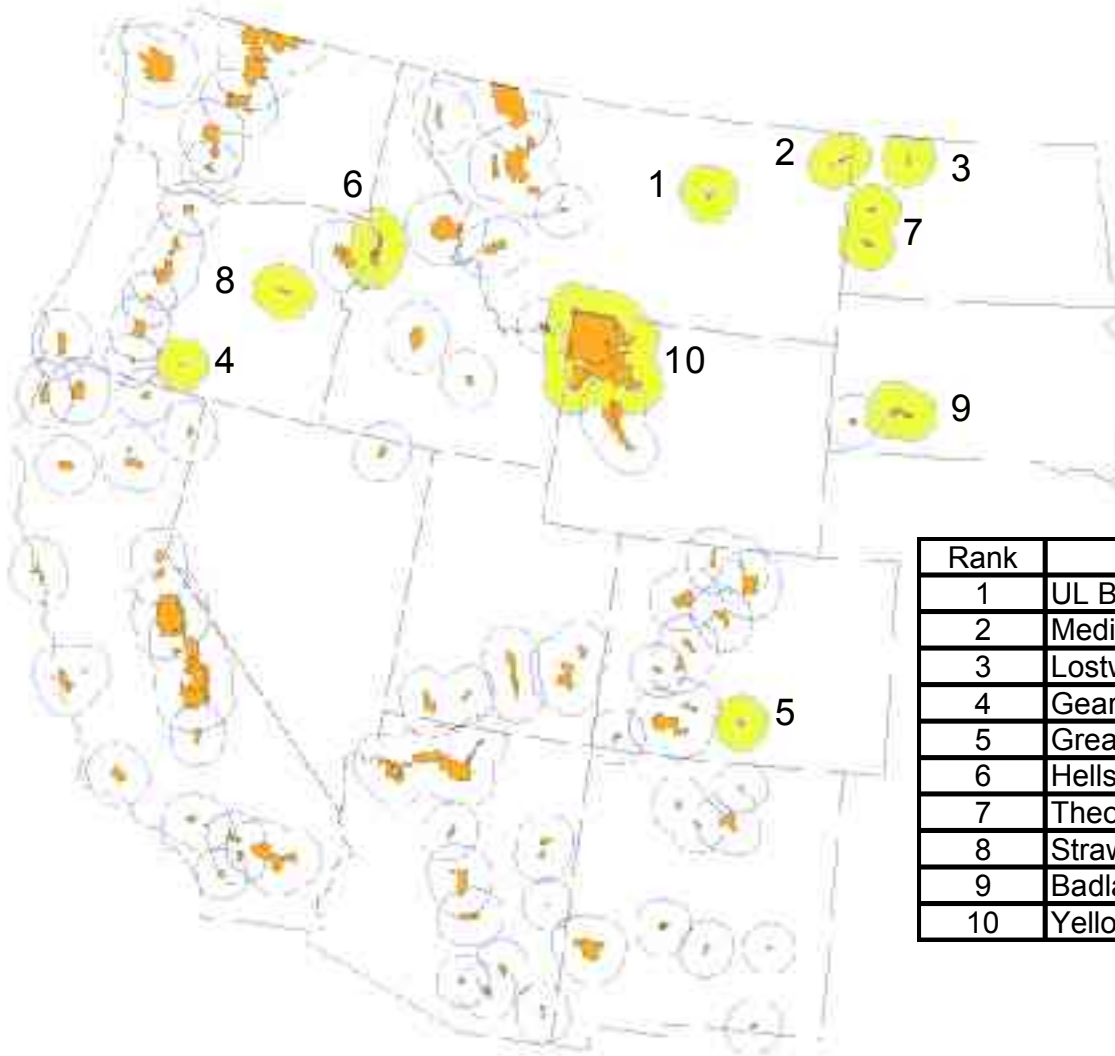 1
2
3
6
7
8
4
10
9
5
Rank
1 UL B
2 Medi
3 Lostw
4 Gear
5 Grea
6 Hells
7 Theo
8 Straw
9 Badla
10 Yello